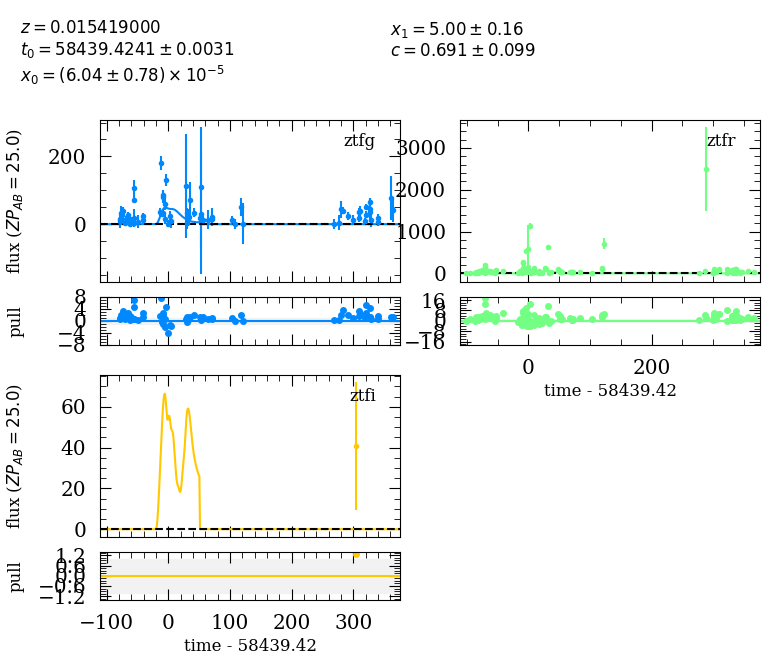 z = 0.015419000
t₀ = 58439.4241 ± 0.0031
x₀ = (6.04 ± 0.78) × 10⁻⁵
x₁ = 5.00 ± 0.16
c = 0.691 ± 0.099
ztfg
200
0
flux (ZP_AB = 25.0)
8
4
0
−4
−8
pull
ztfr
3000
2000
1000
0
16
8
0
−8
−16
0
200
time - 58439.42
ztfi
60
40
20
0
flux (ZP_AB = 25.0)
1.2
0.6
0.0
−0.6
−1.2
pull
−100
0
100
200
300
time - 58439.42